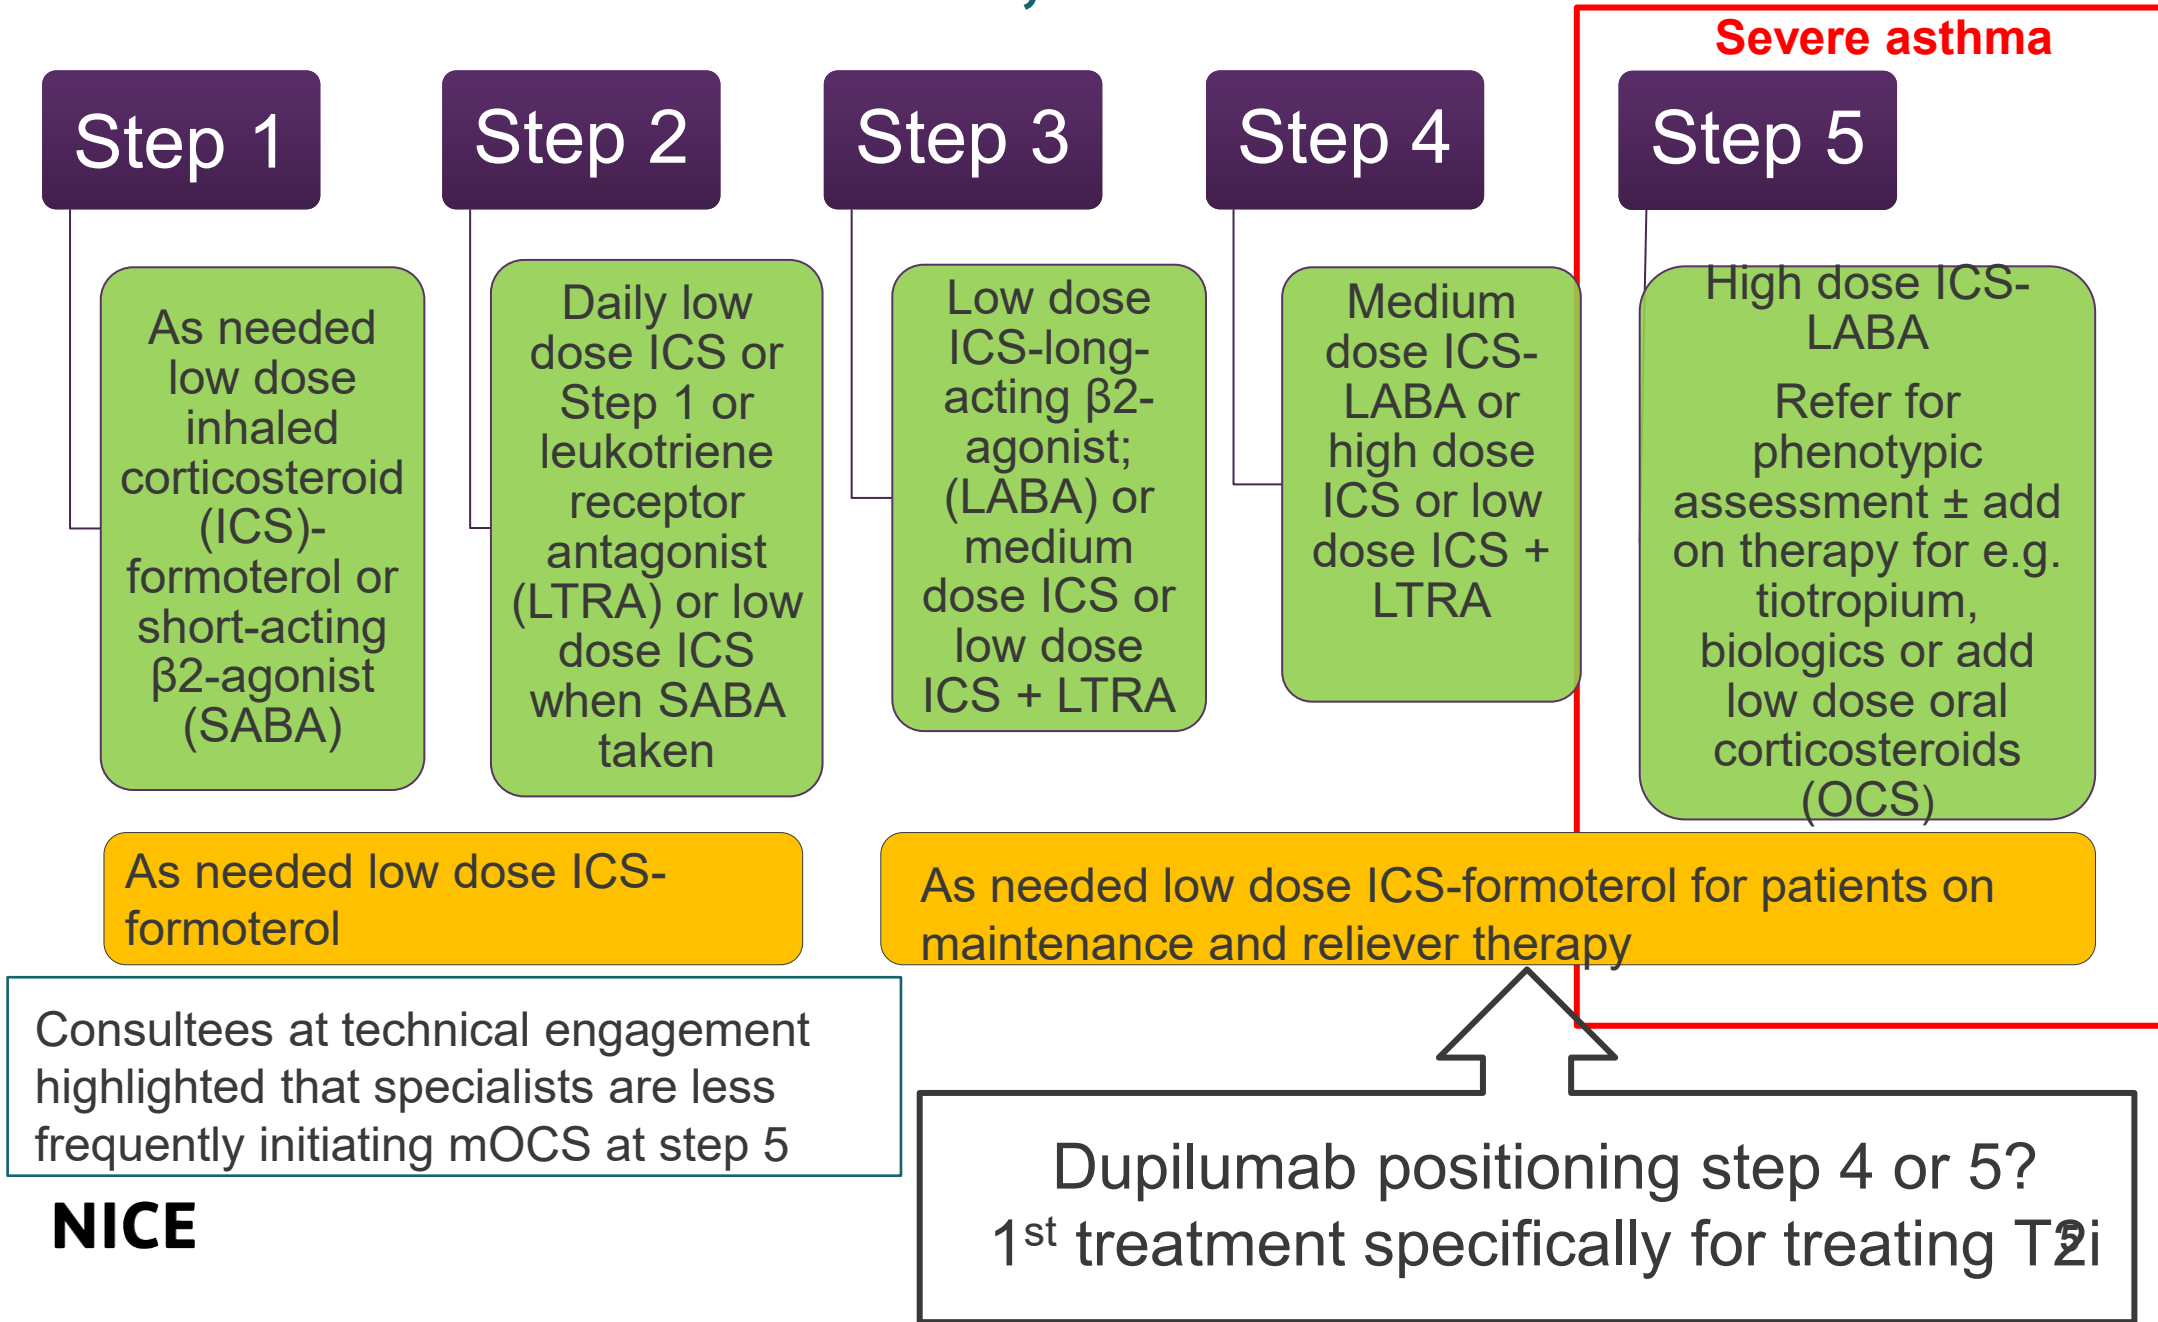 Severe asthma
Step 1
Step 2
Step 3
Step 4
Step 5
As needed
low dose
inhaled
corticosteroid
(ICS)-
formoterol or
short-acting
β2-agonist
(SABA)
Daily low
dose ICS or
Step 1 or
leukotriene
receptor
antagonist
(LTRA) or low
dose ICS
when SABA
taken
Low dose
ICS-long-
acting β2-
agonist;
(LABA) or
medium
dose ICS or
low dose
ICS + LTRA
Medium
dose ICS-
LABA or
high dose
ICS or low
dose ICS +
LTRA
High dose ICS-
LABA
Refer for
phenotypic
assessment ± add
on therapy for e.g.
tiotropium,
biologics or add
low dose oral
corticosteroids
(OCS)
As needed low dose ICS-
formoterol
As needed low dose ICS-formoterol for patients on
maintenance and reliever therapy
Consultees at technical engagement
highlighted that specialists are less
frequently initiating mOCS at step 5
Dupilumab positioning step 4 or 5?
1st treatment specifically for treating T2i
NICE
5